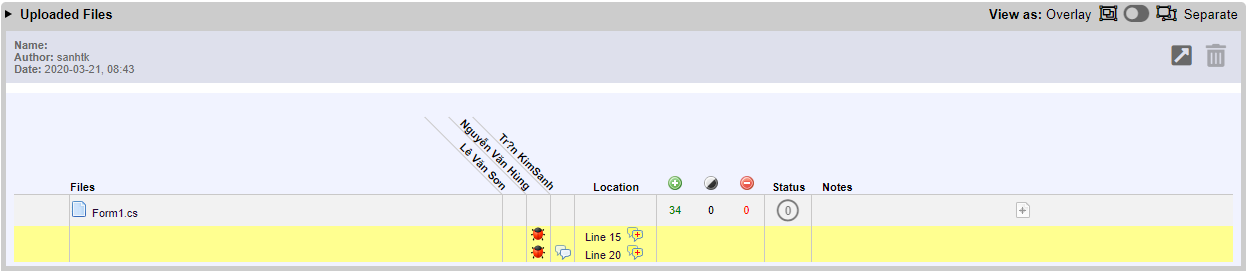 Uploaded Files
View as: Overlay Separate
Name:
Author: sanhtk
Date: 2020-03-21, 08:43
Lê Văn Sơn
Nguyễn Văn Hùng
Tr?n KimSanh
Files Location Status Notes
Form1.cs 34 0 0 0
Line 15
Line 20